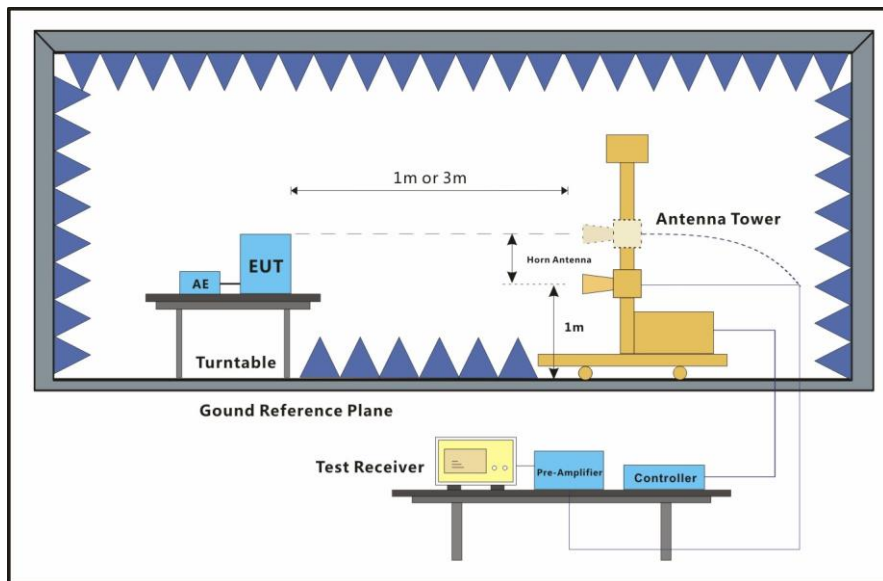 1m or 3m
Antenna Tower
Horn Antenna
EUT
AE
1m
Turntable
Gound Reference Plane
Test Receiver
Pre-Amplifier
Controller